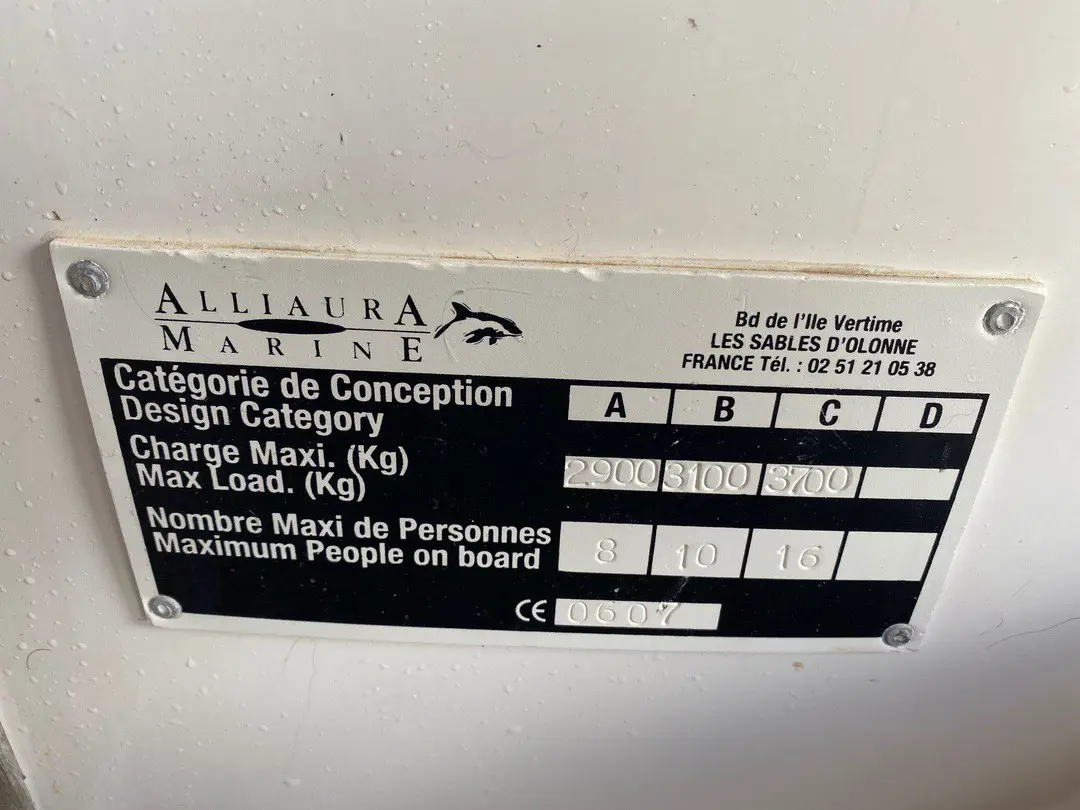 ALLIAURA
MARINE
Bd de l'Ile Vertime
LES SABLES D'OLONNE
FRANCE Tél. : 02 51 21 05 38
Catégorie de Conception
Design Category
A B C D
Charge Maxi. (Kg)
Max Load. (Kg)
2.900 3100 3700
Nombre Maxi de Personnes
Maximum People on board
8 10 16
CE 0607